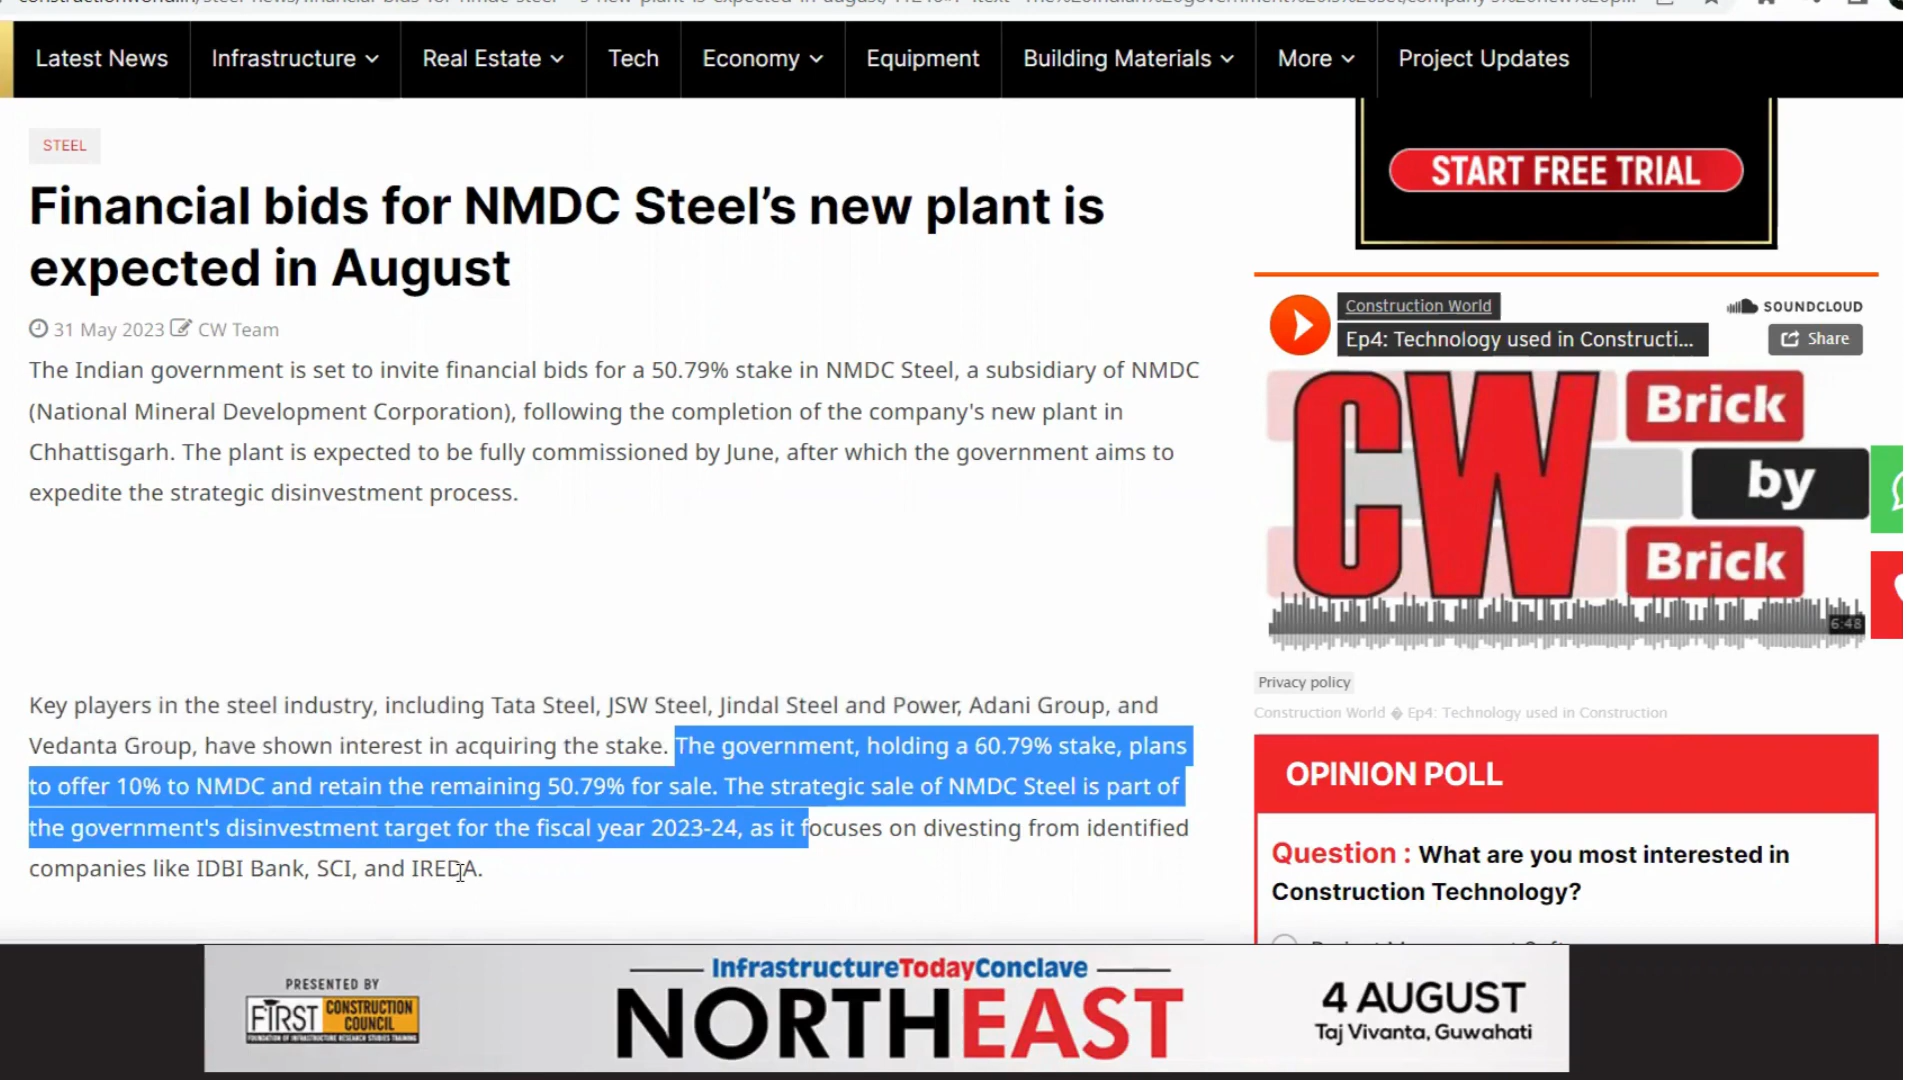 Latest News
Infrastructure
Real Estate
Tech
Economy
Equipment
Building Materials
More
Project Updates
STEEL
Financial bids for NMDC Steel’s new plant is
expected in August
31 May 2023 CW Team
The Indian government is set to invite financial bids for a 50.79% stake in NMDC Steel, a subsidiary of NMDC
(National Mineral Development Corporation), following the completion of the company's new plant in
Chhattisgarh. The plant is expected to be fully commissioned by June, after which the government aims to
expedite the strategic disinvestment process.
Key players in the steel industry, including Tata Steel, JSW Steel, Jindal Steel and Power, Adani Group, and
Vedanta Group, have shown interest in acquiring the stake. The government, holding a 60.79% stake, plans
to offer 10% to NMDC and retain the remaining 50.79% for sale. The strategic sale of NMDC Steel is part of
the government's disinvestment target for the fiscal year 2023-24, as it focuses on divesting from identified
companies like IDBI Bank, SCI, and IREDA.
START FREE TRIAL
Construction World
SOUNDCLOUD
Ep4: Technology used in Constructi...
Share
CW
Brick
by
Brick
6:48
Privacy policy
Construction World � Ep4: Technology used in Construction
OPINION POLL
Question : What are you most interested in
Construction Technology?
PRESENTED BY
FIRST CONSTRUCTION
COUNCIL
FOUNDATION OF INFRASTRUCTURE RESEARCH STUDIES TRAINING
InfrastructureTodayConclave
NORTHEAST
4 AUGUST
Taj Vivanta, Guwahati